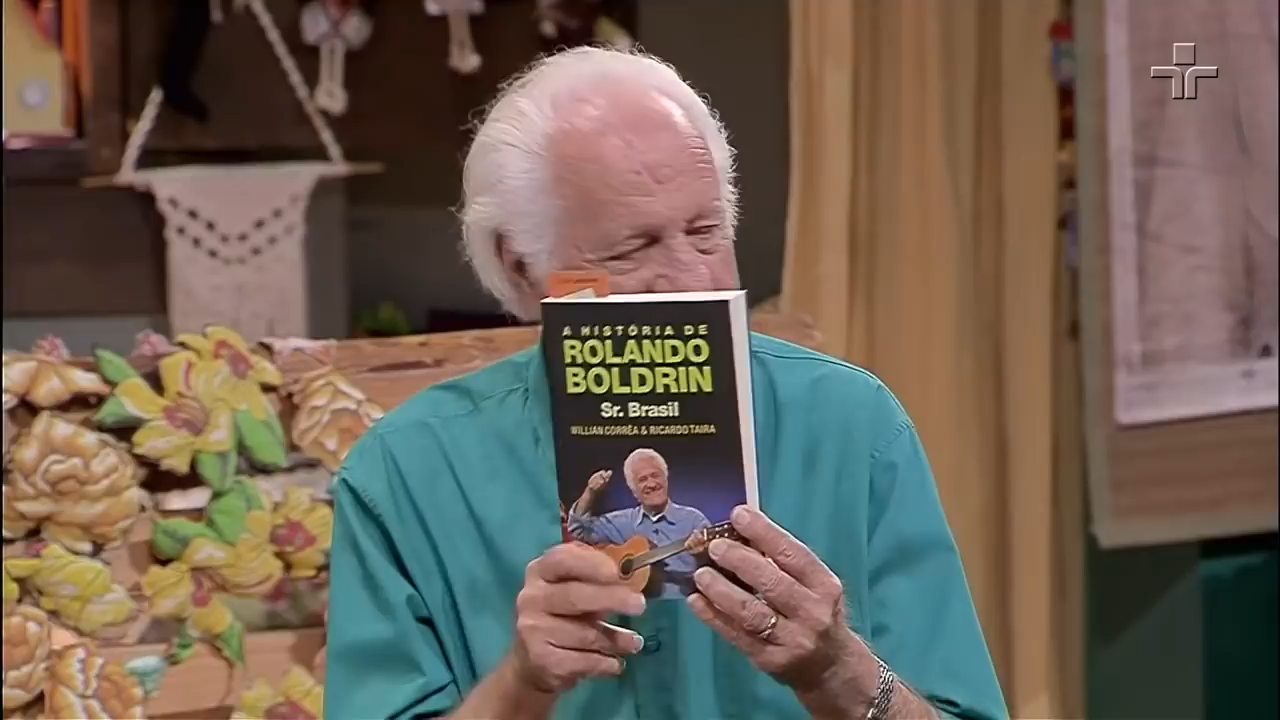 A HISTÓRIA DE
ROLANDO
BOLDRIN
Sr. Brasil
WILLIAN CORRÊA & RICARDO TAIRA